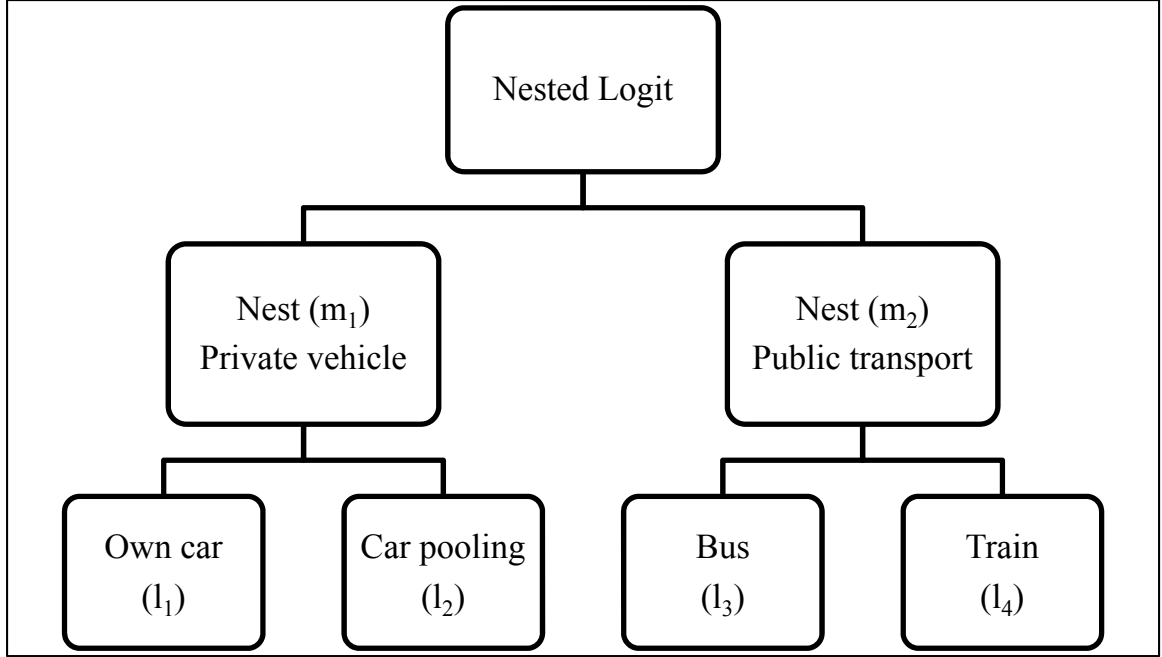 Nested Logit
Nest (m₁)
Private vehicle
Nest (m₂)
Public transport
Own car
(l₁)
Car pooling
(l₂)
Bus
(l₃)
Train
(l₄)